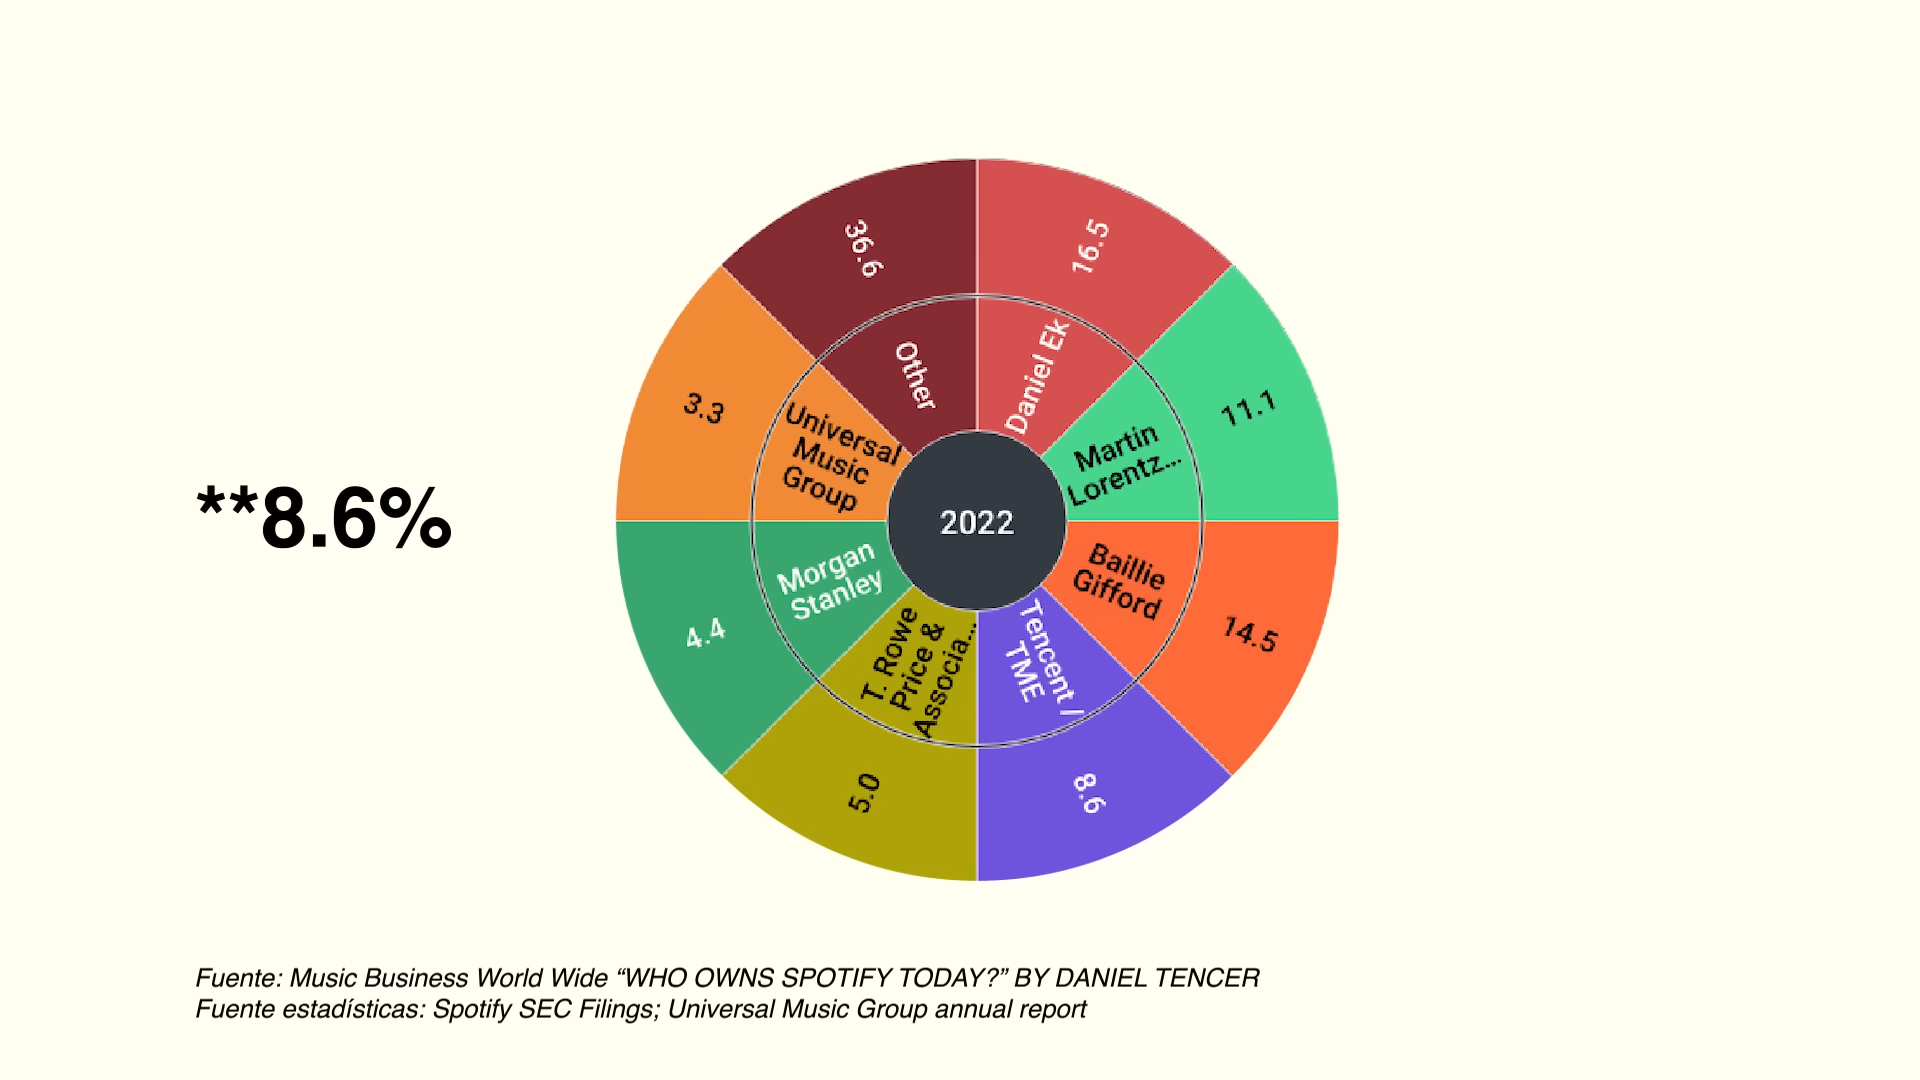 **8.6%
36.6
16.5
Other
Daniel Ek
3.3
11.1
Universal
Music
Group
Martin
Lorentz...
2022
Morgan
Stanley
Baillie
Gifford
4.4
14.5
T. Rowe
Price &
Associa...
Tencent /
TME
5.0
8.6
Fuente: Music Business World Wide “WHO OWNS SPOTIFY TODAY?” BY DANIEL TENCER
Fuente estadísticas: Spotify SEC Filings; Universal Music Group annual report